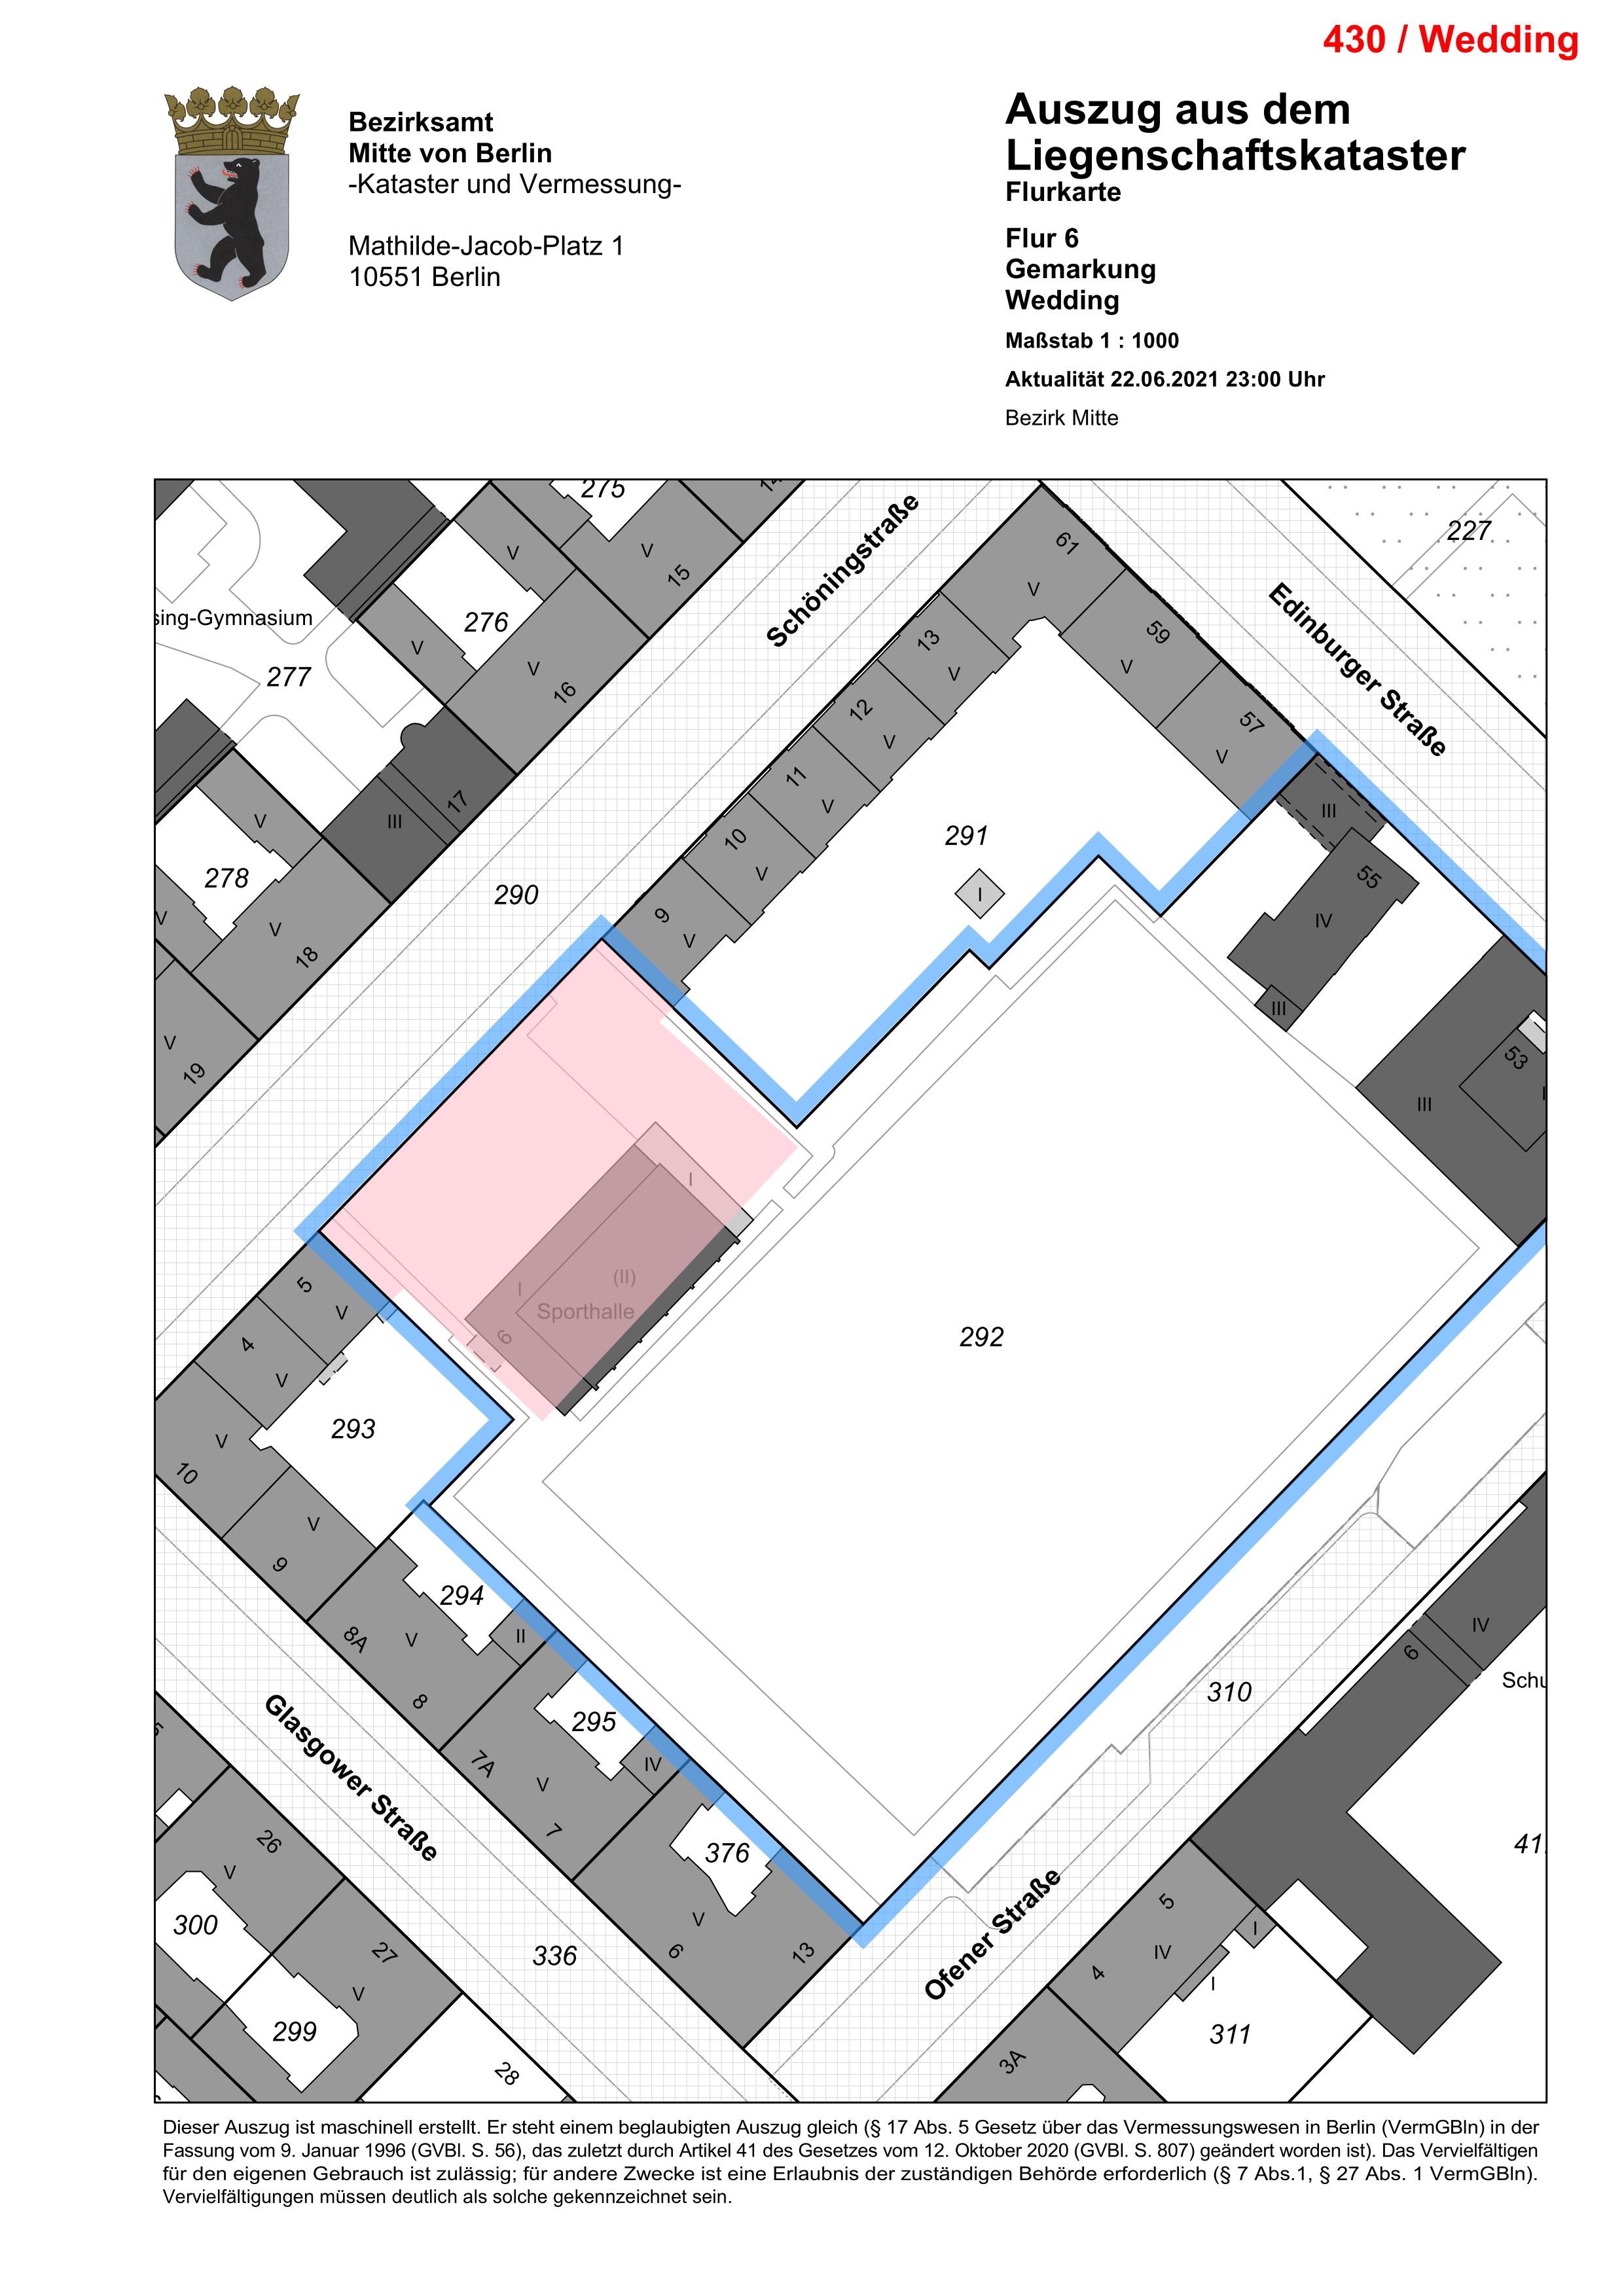 430 / Wedding
Bezirksamt
Mitte von Berlin
-Kataster und Vermessung-
Mathilde-Jacob-Platz 1
10551 Berlin
Auszug aus dem
Liegenschaftskataster
Flurkarte
Flur 6
Gemarkung
Wedding
Maßstab 1 : 1000
Aktualität 22.06.2021 23:00 Uhr
Bezirk Mitte
275
14
227
V
15
61
V
Schöningstraße
Edinburger Straße
V
276
sing-Gymnasium
V
277
V
16
13
V
59
V
12
V
57
V
11
V
10
V
17
III
V
278
V
V
18
290
291
I
9
V
III
55
IV
III
53
III
V
19
I
I
(II)
Sporthalle
6
292
5
V
4
V
293
V
10
V
9
294
8A
V
8
II
295
7A
V
7
IV
376
V
6
13
Glasgower Straße
310
IV
6
Schu
41
26
V
300
27
V
299
336
28
Ofener Straße
5
IV
4
I
I
311
3A
Dieser Auszug ist maschinell erstellt. Er steht einem beglaubigten Auszug gleich (§ 17 Abs. 5 Gesetz über das Vermessungswesen in Berlin (VermGBln) in der
Fassung vom 9. Januar 1996 (GVBl. S. 56), das zuletzt durch Artikel 41 des Gesetzes vom 12. Oktober 2020 (GVBl. S. 807) geändert worden ist). Das Vervielfältigen
für den eigenen Gebrauch ist zulässig; für andere Zwecke ist eine Erlaubnis der zuständigen Behörde erforderlich (§ 7 Abs.1, § 27 Abs. 1 VermGBln).
Vervielfältigungen müssen deutlich als solche gekennzeichnet sein.